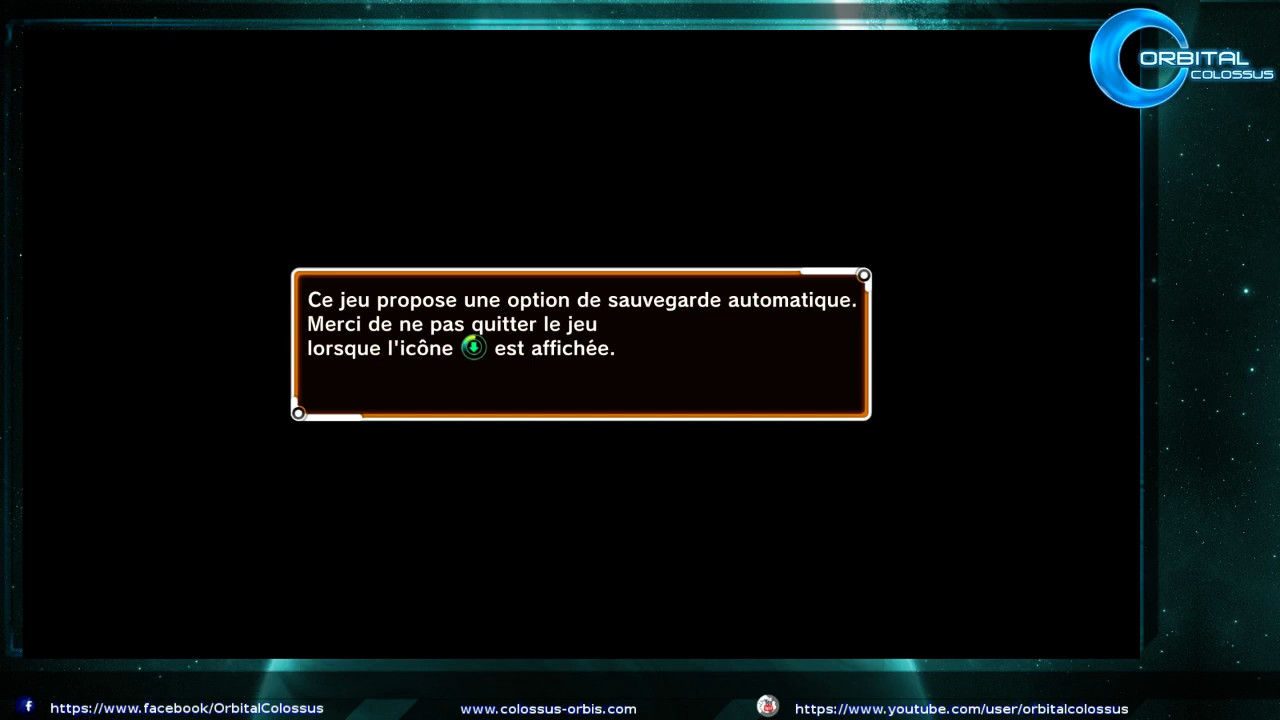 ORBITAL
COLOSSUS
Ce jeu propose une option de sauvegarde automatique.
Merci de ne pas quitter le jeu
lorsque l'icône est affichée.
https://www.facebook/OrbitalColossus
www.colossus-orbis.com
https://www.youtube.com/user/orbitalcolossus